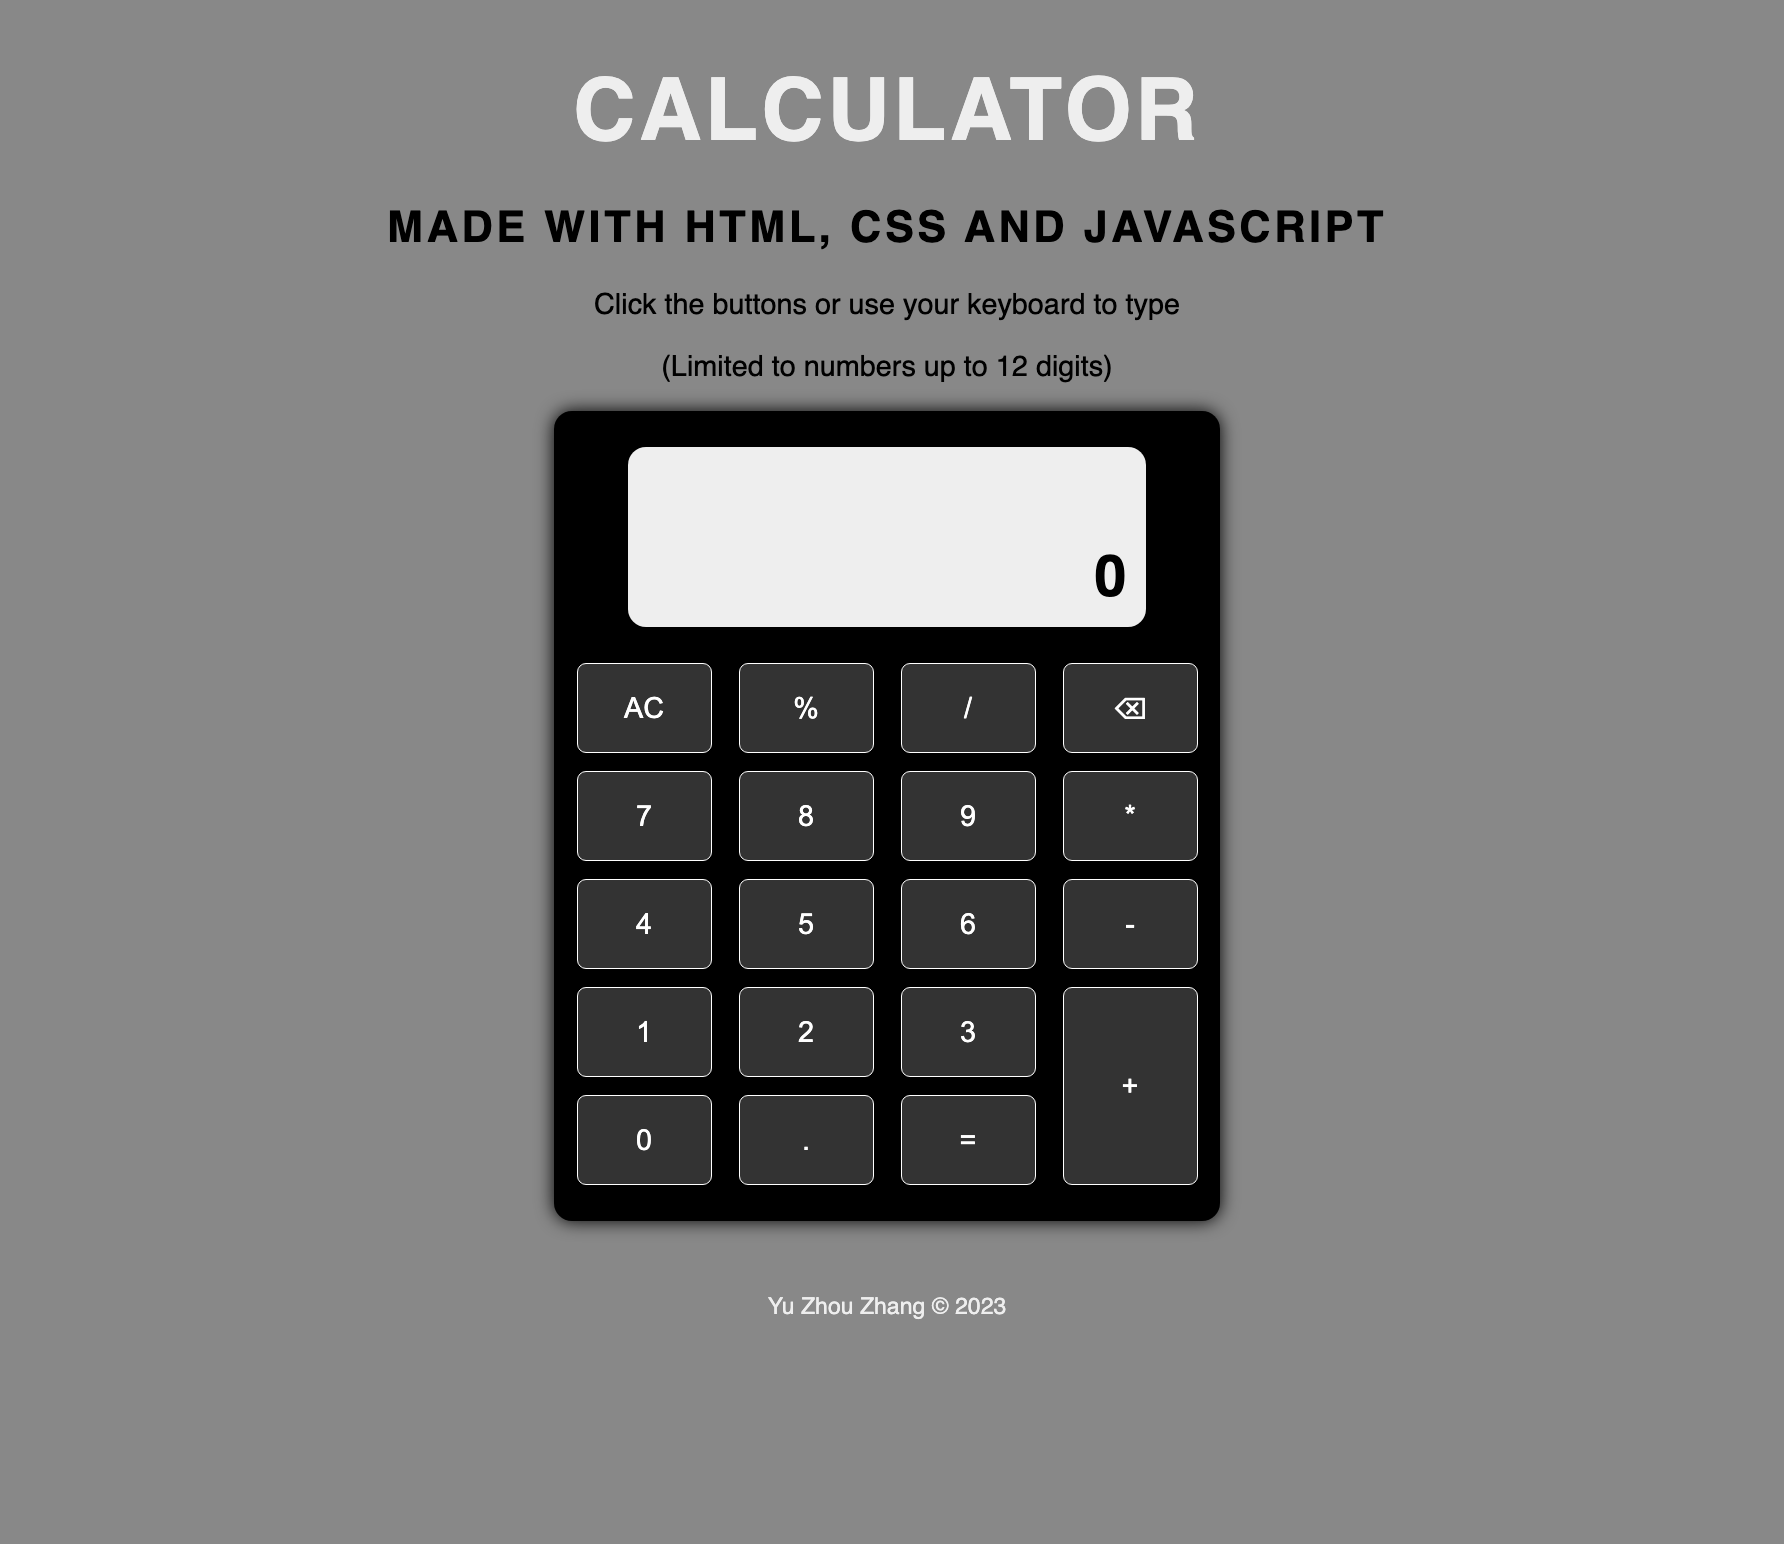 CALCULATOR
MADE WITH HTML, CSS AND JAVASCRIPT
Click the buttons or use your keyboard to type
(Limited to numbers up to 12 digits)
0
AC % / ⌫
7 8 9 *
4 5 6 -
1 2 3
+
0 . =
Yu Zhou Zhang © 2023